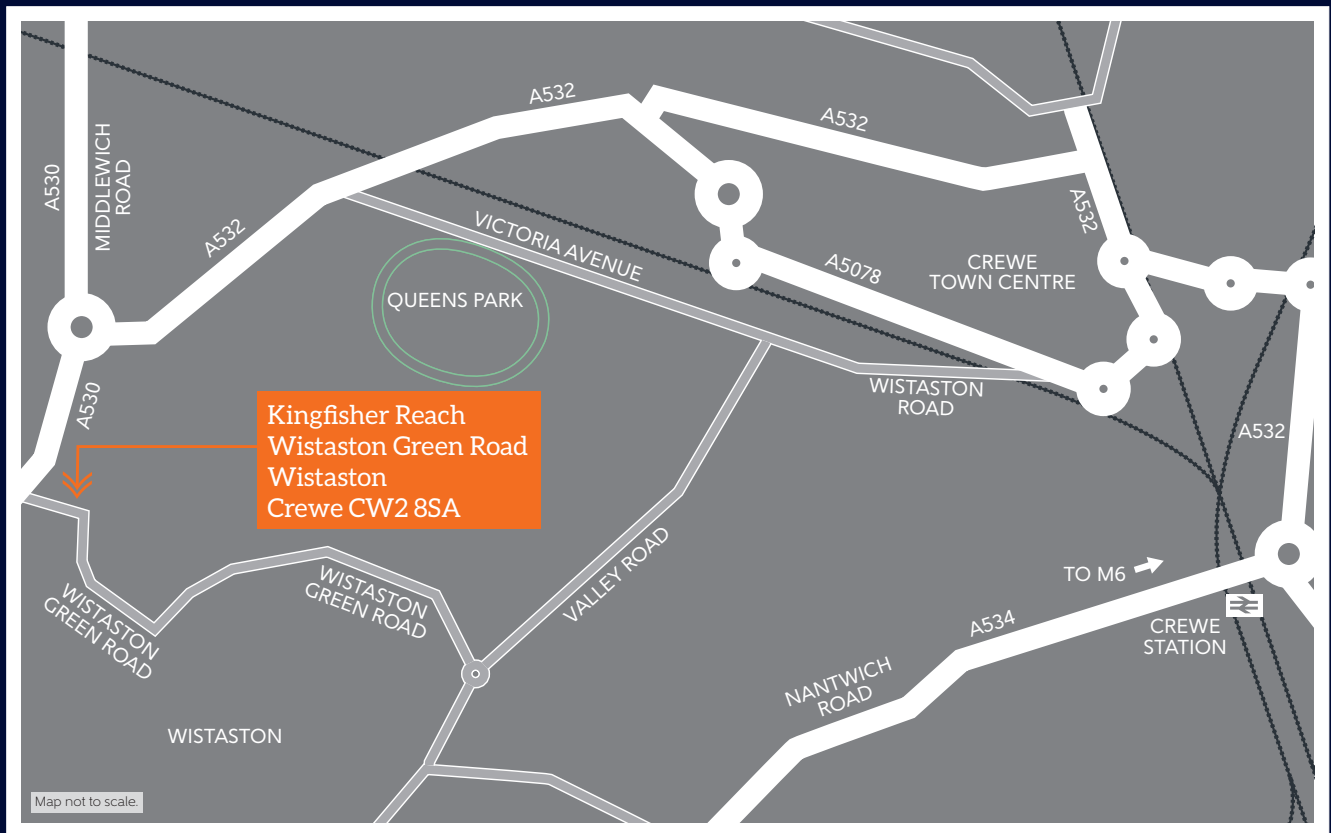 A532
A532
A530
MIDDLEWICH
ROAD
A532
A532
VICTORIA AVENUE
A5078
CREWE
TOWN CENTRE
QUEENS PARK
A530
WISTASTON
ROAD
A532
Kingfisher Reach
Wistaston Green Road
Wistaston
Crewe CW2 8SA
VALLEY ROAD
TO M6
WISTASTON
GREEN ROAD
WISTASTON
GREEN ROAD
A534
CREWE
STATION
NANTWICH
ROAD
WISTASTON
Map not to scale.